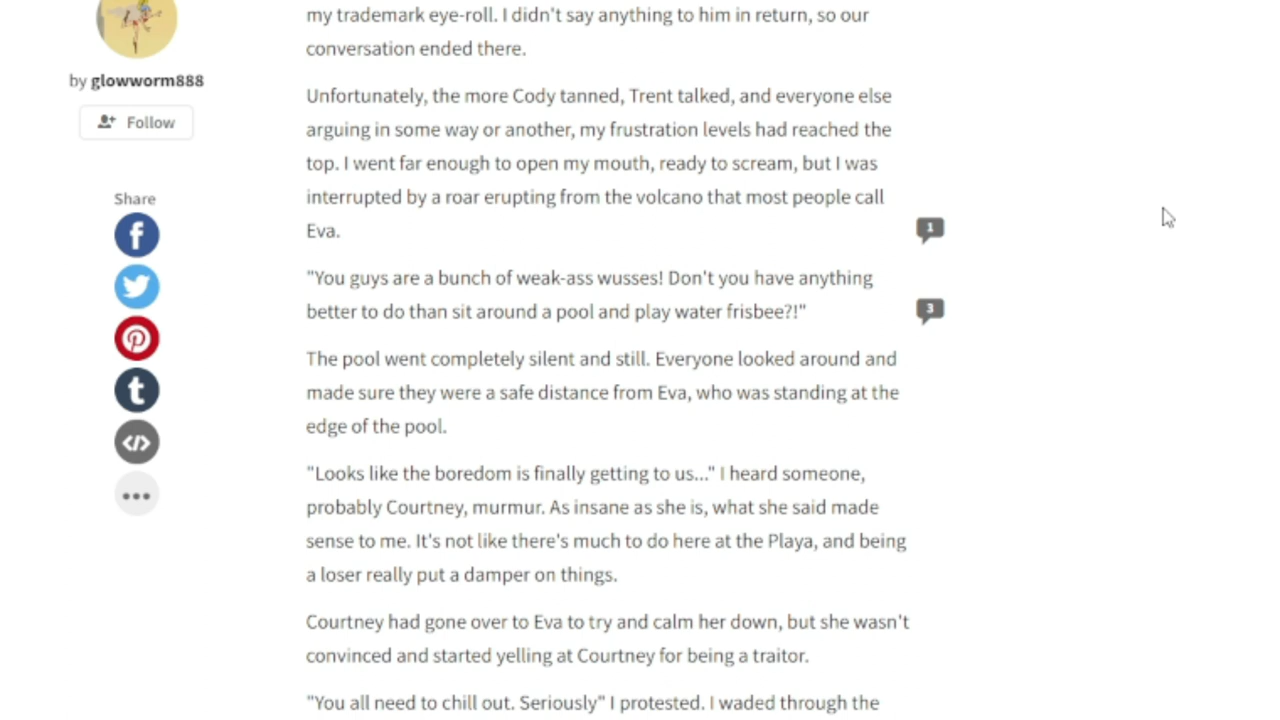 my trademark eye-roll. I didn't say anything to him in return, so our
conversation ended there.
by glowworm888
Follow
Unfortunately, the more Cody tanned, Trent talked, and everyone else
arguing in some way or another, my frustration levels had reached the
top. I went far enough to open my mouth, ready to scream, but I was
interrupted by a roar erupting from the volcano that most people call
Eva.
1
Share
f
"You guys are a bunch of weak-ass wusses! Don't you have anything
better to do than sit around a pool and play water frisbee?!"
3
t
</>
The pool went completely silent and still. Everyone looked around and
made sure they were a safe distance from Eva, who was standing at the
edge of the pool.
"Looks like the boredom is finally getting to us..." I heard someone,
probably Courtney, murmur. As insane as she is, what she said made
sense to me. It's not like there's much to do here at the Playa, and being
a loser really put a damper on things.
Courtney had gone over to Eva to try and calm her down, but she wasn't
convinced and started yelling at Courtney for being a traitor.
"You all need to chill out. Seriously" I protested. I waded through the